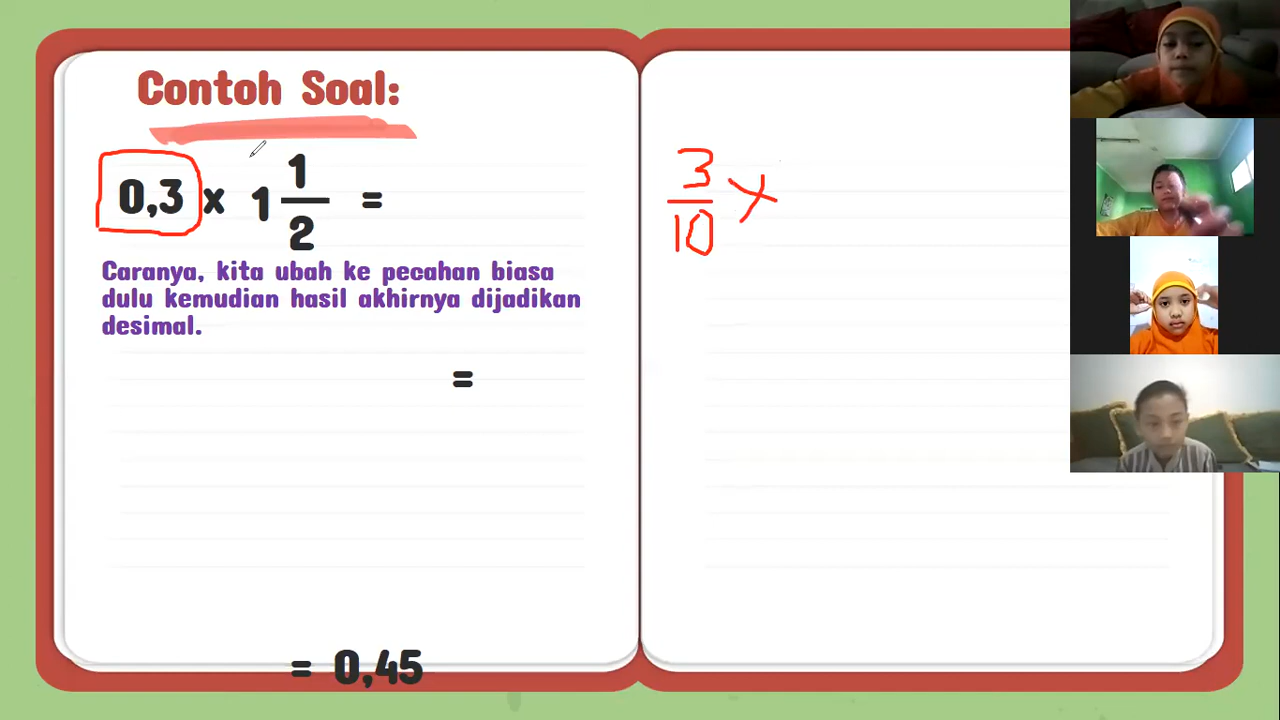 Contoh Soal:
0,3 x 1 1/2 =
Caranya, kita ubah ke pecahan biasa
dulu kemudian hasil akhirnya dijadikan
desimal.
=
= 0,45
3/10 x